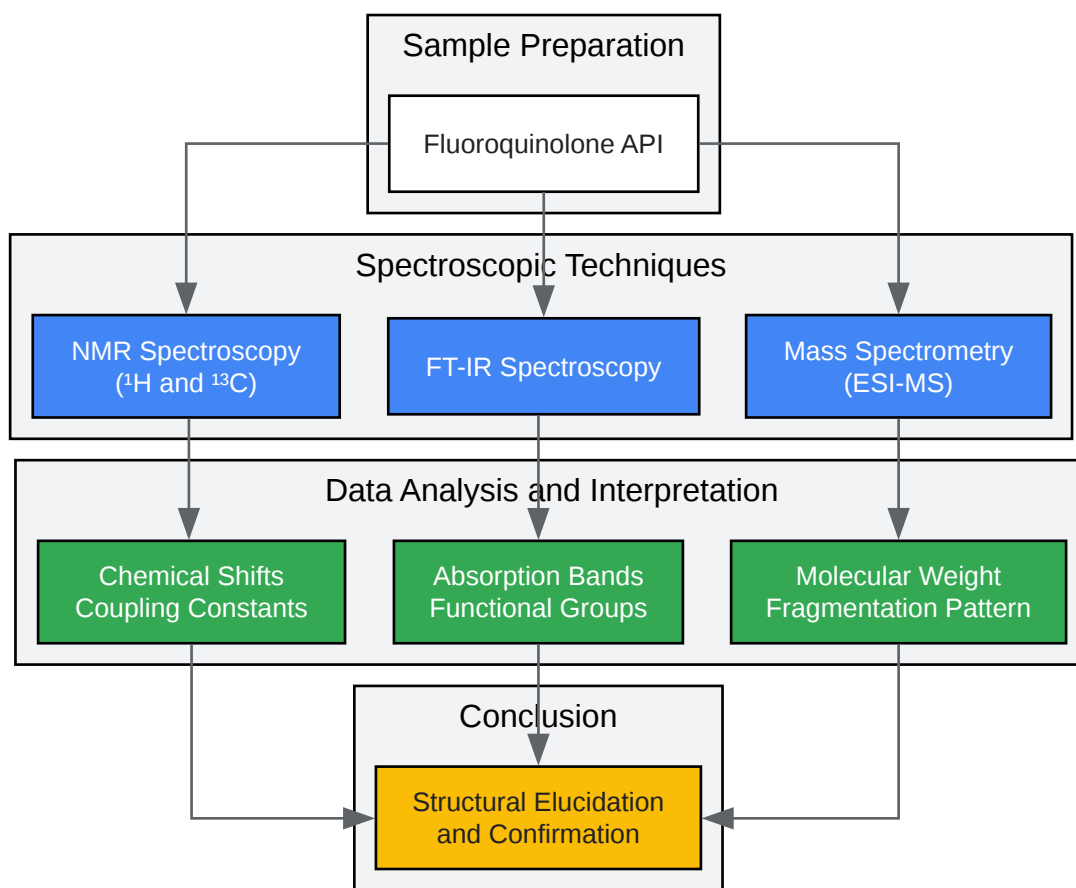 Sample Preparation
Fluoroquinolone API
Spectroscopic Techniques
NMR Spectroscopy
(¹H and ¹³C)
FT-IR Spectroscopy
Mass Spectrometry
(ESI-MS)
Data Analysis and Interpretation
Chemical Shifts
Coupling Constants
Absorption Bands
Functional Groups
Molecular Weight
Fragmentation Pattern
Conclusion
Structural Elucidation
and Confirmation